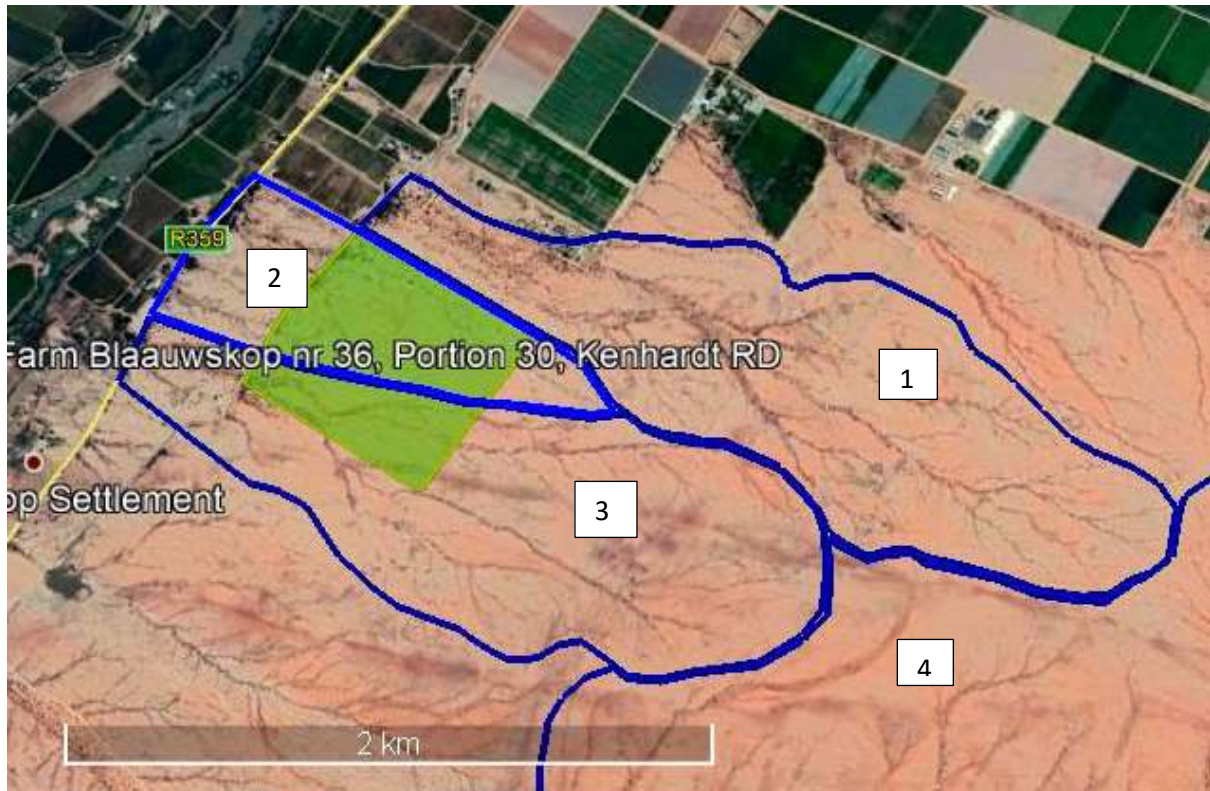 R359
2
Farm Blaauwskop nr 36, Portion 30, Kenhardt RD
1
op Settlement
3
4
2 km